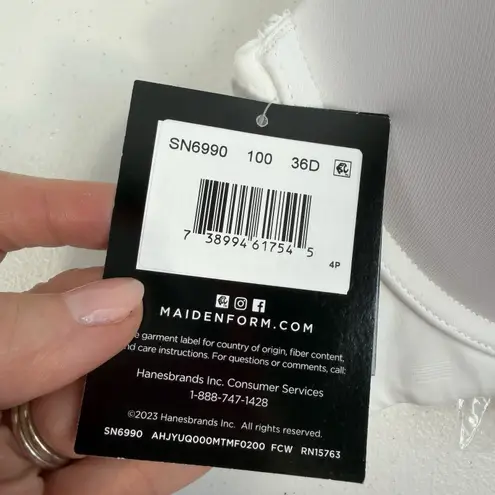 SN6990 100 36D
7 38994 61754 5
4P
MAIDENFORM.COM
garment label for country of origin, fiber content,
and care instructions. For questions or comments, call:
Hanesbrands Inc. Consumer Services
1-888-747-1428
©2023 Hanesbrands Inc. All rights reserved.
SN6990 AHJYUQ000MTMF0200 FCW RN15763